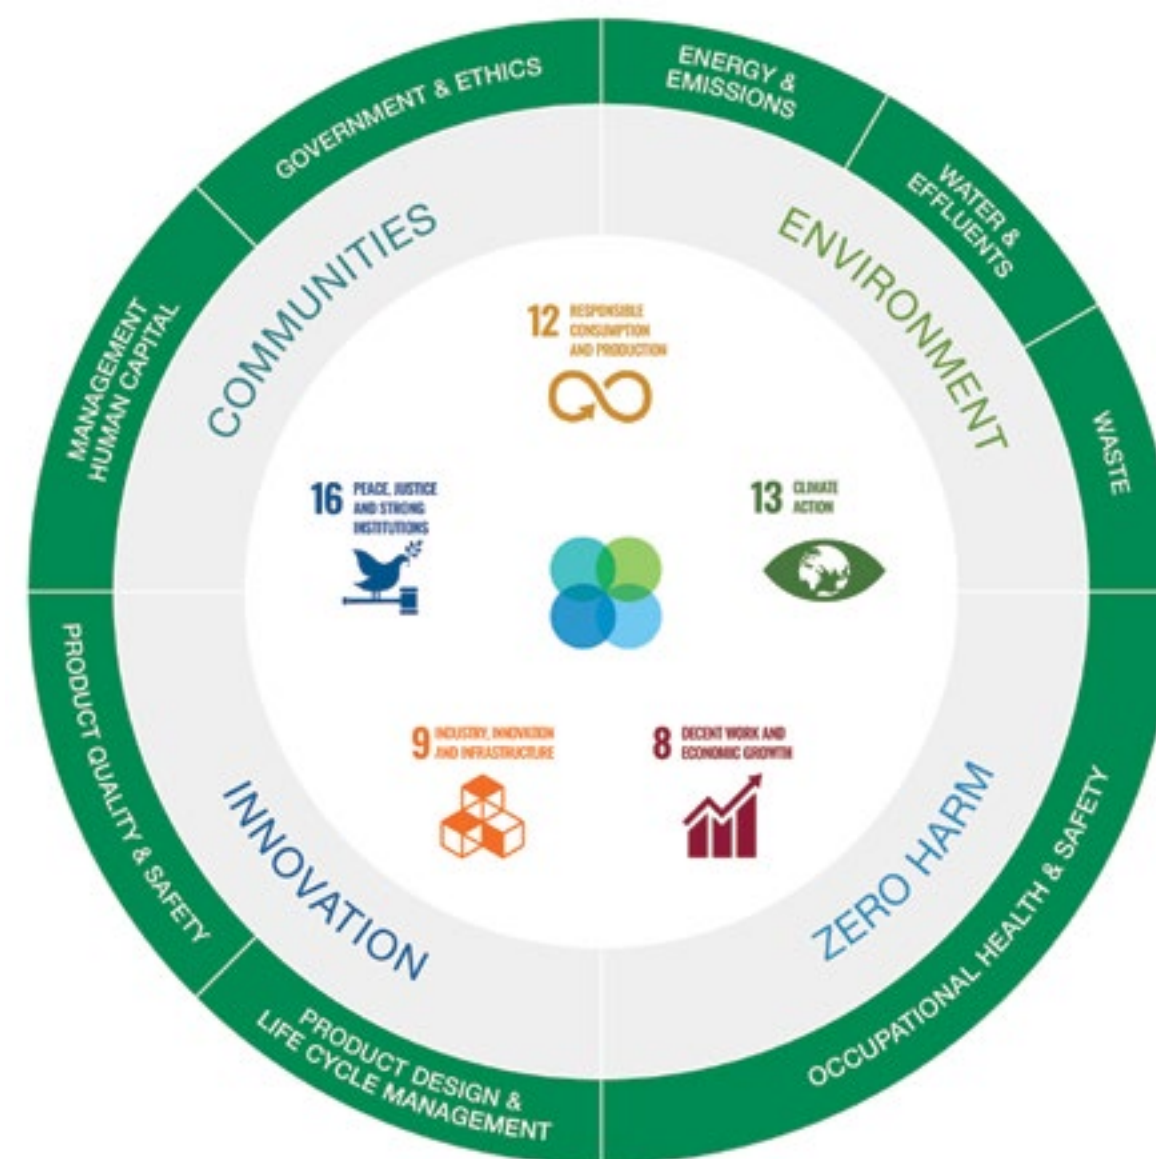 GOVERNMENT & ETHICS
ENERGY &
EMISSIONS
WATER &
EFFLUENTS
WASTE
MANAGEMENT
HUMAN CAPITAL
COMMUNITIES
ENVIRONMENT
12 RESPONSIBLE
CONSUMPTION
AND PRODUCTION
16 PEACE, JUSTICE
AND STRONG
INSTITUTIONS
13 CLIMATE
ACTION
9 INDUSTRY, INNOVATION
AND INFRASTRUCTURE
8 DECENT WORK AND
ECONOMIC GROWTH
INNOVATION
ZERO HARM
PRODUCT QUALITY & SAFETY
PRODUCT DESIGN &
LIFE CYCLE MANAGEMENT
OCCUPATIONAL HEALTH & SAFETY